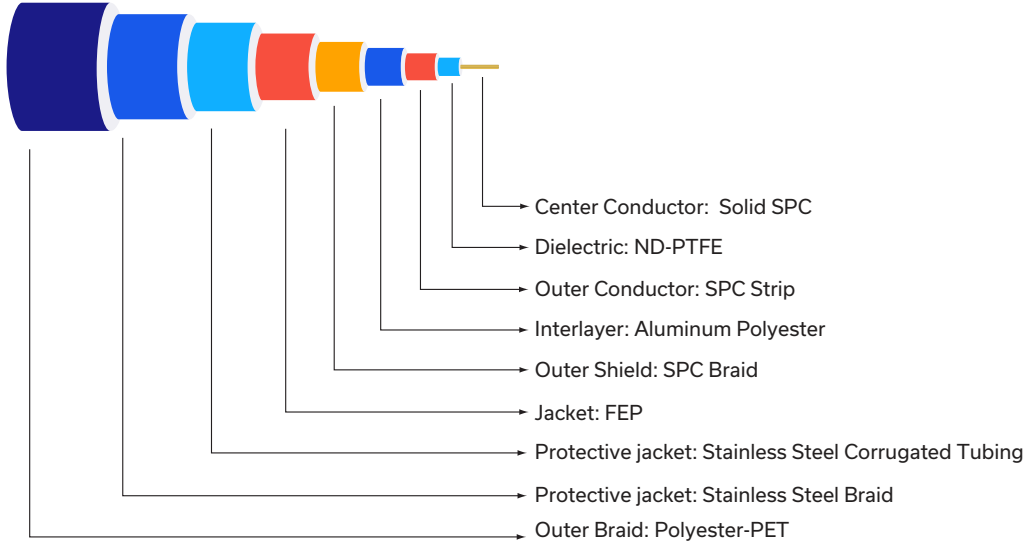 Center Conductor:  Solid SPC
Dielectric: ND-PTFE
Outer Conductor: SPC Strip
Interlayer: Aluminum Polyester
Outer Shield: SPC Braid
Jacket: FEP
Protective jacket: Stainless Steel Corrugated Tubing
Protective jacket: Stainless Steel Braid
Outer Braid: Polyester-PET